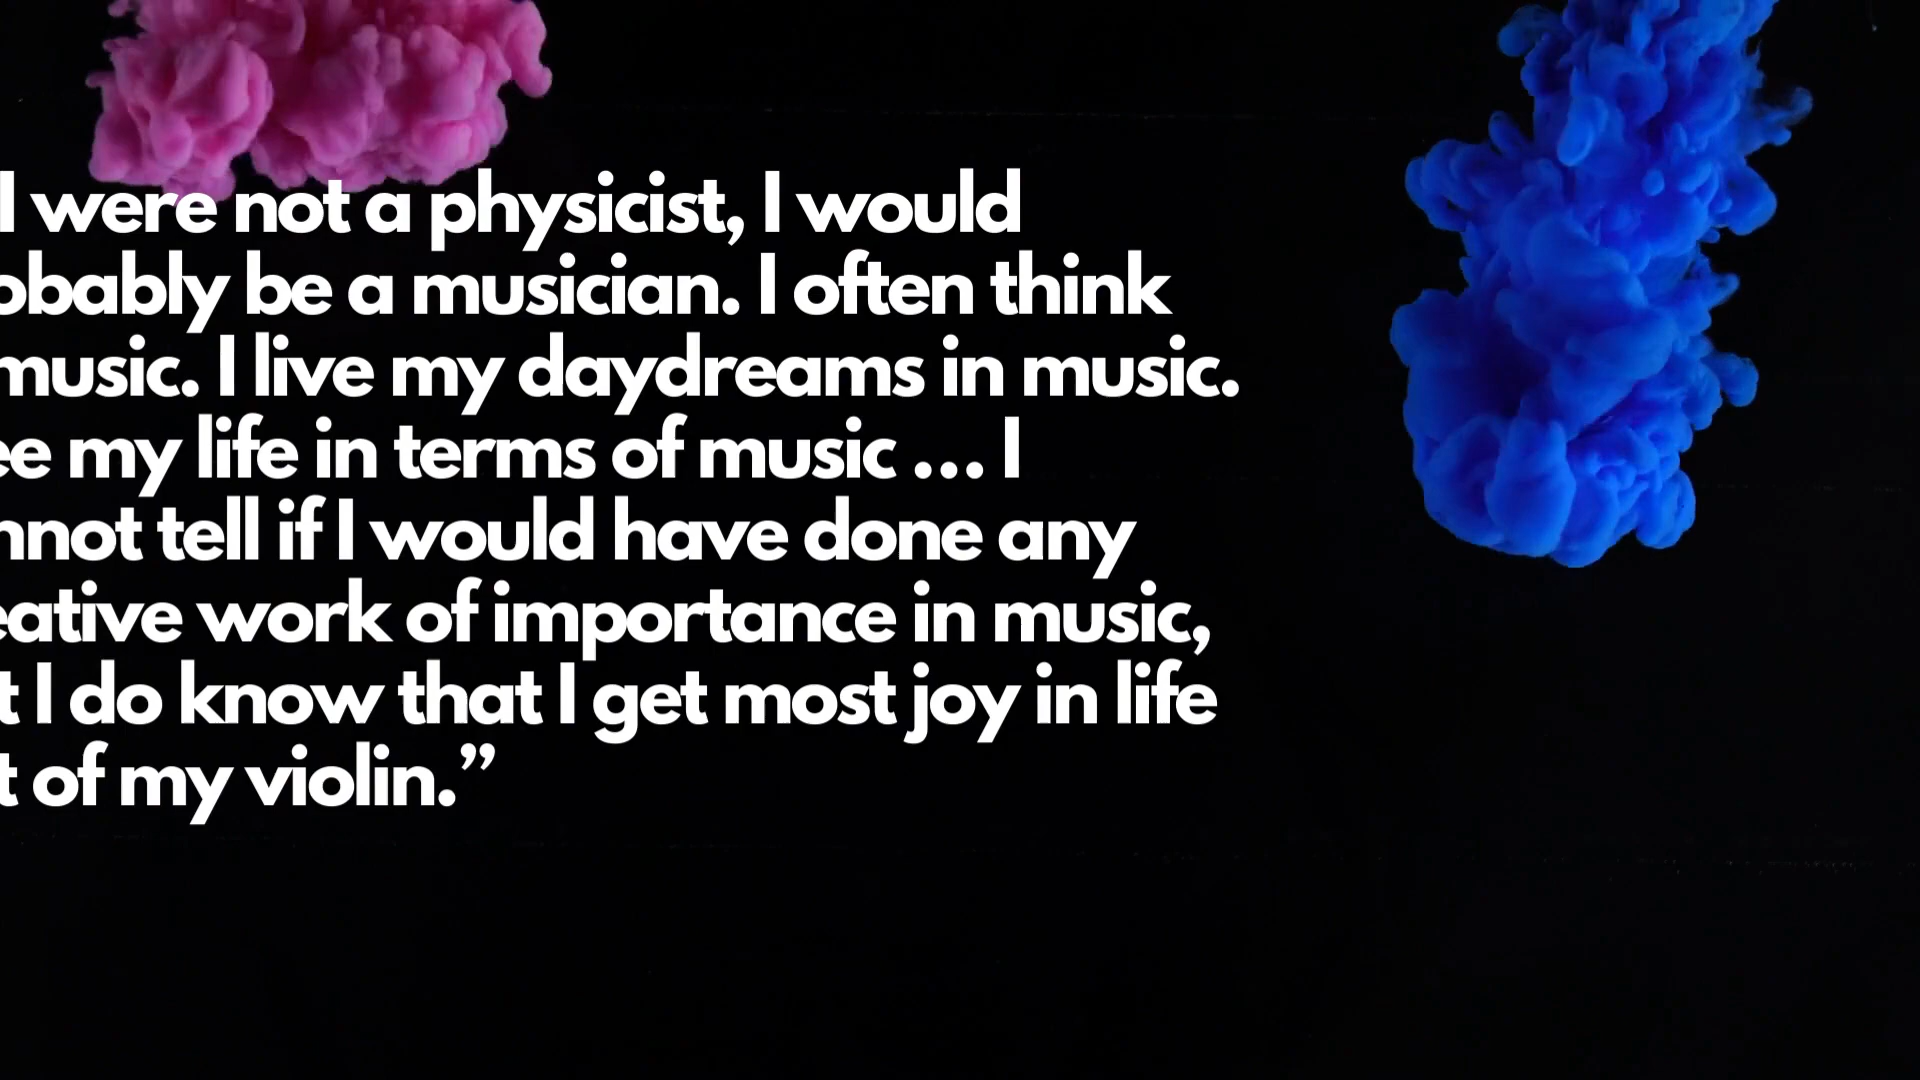 I were not a physicist, I would
obably be a musician. I often think
music. I live my daydreams in music.
ee my life in terms of music ... I
nnot tell if I would have done any
eative work of importance in music,
t I do know that I get most joy in life
t of my violin.”